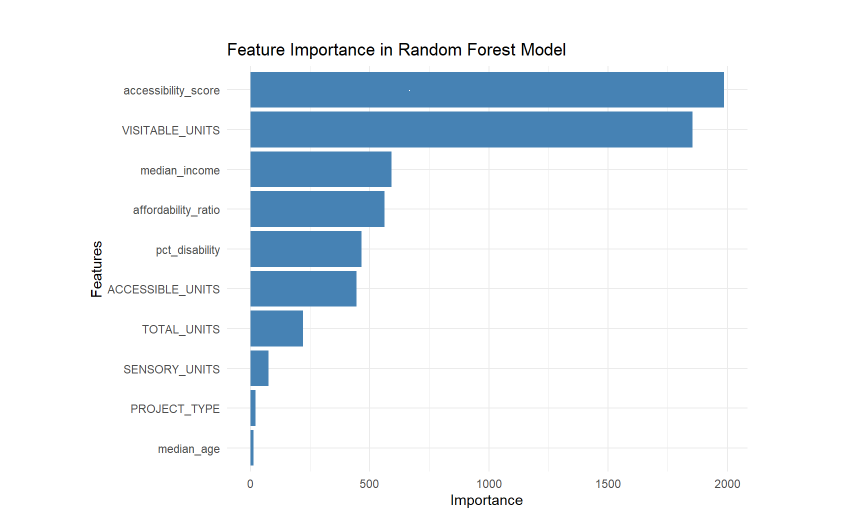 Feature Importance in Random Forest Model
accessibility_score
VISITABLE_UNITS
median_income
affordability_ratio
pct_disability
Features
ACCESSIBLE_UNITS
TOTAL_UNITS
SENSORY_UNITS
PROJECT_TYPE
median_age
0 500 1000 1500 2000
Importance